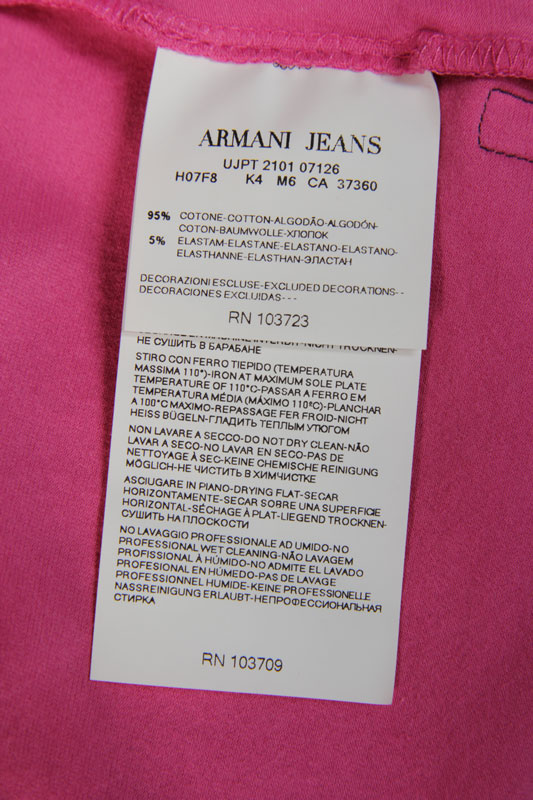 ARMANI JEANS
UJPT 2101 07126
H07F8 K4 M6 CA 37360
95% COTONE-COTTON-ALGODÃO-ALGODÓN-
COTON-BAUMWOLLE-ХЛОПОК
5% ELASTAM-ELASTANE-ELASTANO-ELASTANO-
ELASTHANNE-ELASTHAN-ЭЛАСТАН
DECORAZIONI ESCLUSE-EXCLUDED DECORATIONS--
DECORACIONES EXCLUIDAS---
RN 103723
НЕ СУШИТЬ В БАРАБАНЕ
STIRO CON FERRO TIEPIDO (TEMPERATURA
MASSIMA 110°)-IRON AT MAXIMUM SOLE PLATE
TEMPERATURE OF 110°C-PASSAR A FERRO EM
TEMPERATURA MÉDIA (MÁXIMO 110ºC)-PLANCHAR
A 100°C MAXIMO-REPASSAGE FER FROID-NICHT
HEISS BÜGELN-ГЛАДИТЬ ТЕПЛЫМ УТЮГОМ
NON LAVARE A SECCO-DO NOT DRY CLEAN-NÃO
LAVAR A SECO-NO LAVAR EN SECO-PAS DE
NETTOYAGE À SEC-KEINE CHEMISCHE REINIGUNG
MÖGLICH-НЕ ЧИСТИТЬ В ХИМЧИСТКЕ
ASCIUGARE IN PIANO-DRYING FLAT-SECAR
HORIZONTAMENTE-SECAR SOBRE UNA SUPERFICIE
HORIZONTAL-SÉCHAGE À PLAT-LIEGEND TROCKNEN-
СУШИТЬ НА ПЛОСКОСТИ
NO LAVAGGIO PROFESSIONALE AD UMIDO-NO
PROFESSIONAL WET CLEANING-NÃO LAVAGEM
PROFISSIONAL À HÚMIDO-NO ADMITE EL LAVADO
PROFESIONAL EN HÚMEDO-PAS DE LAVAGE
PROFESSIONNEL HUMIDE-KEINE PROFESSIONELLE
NASSREINIGUNG ERLAUBT-НЕПРОФЕССИОНАЛЬНАЯ
СТИРКА
RN 103709